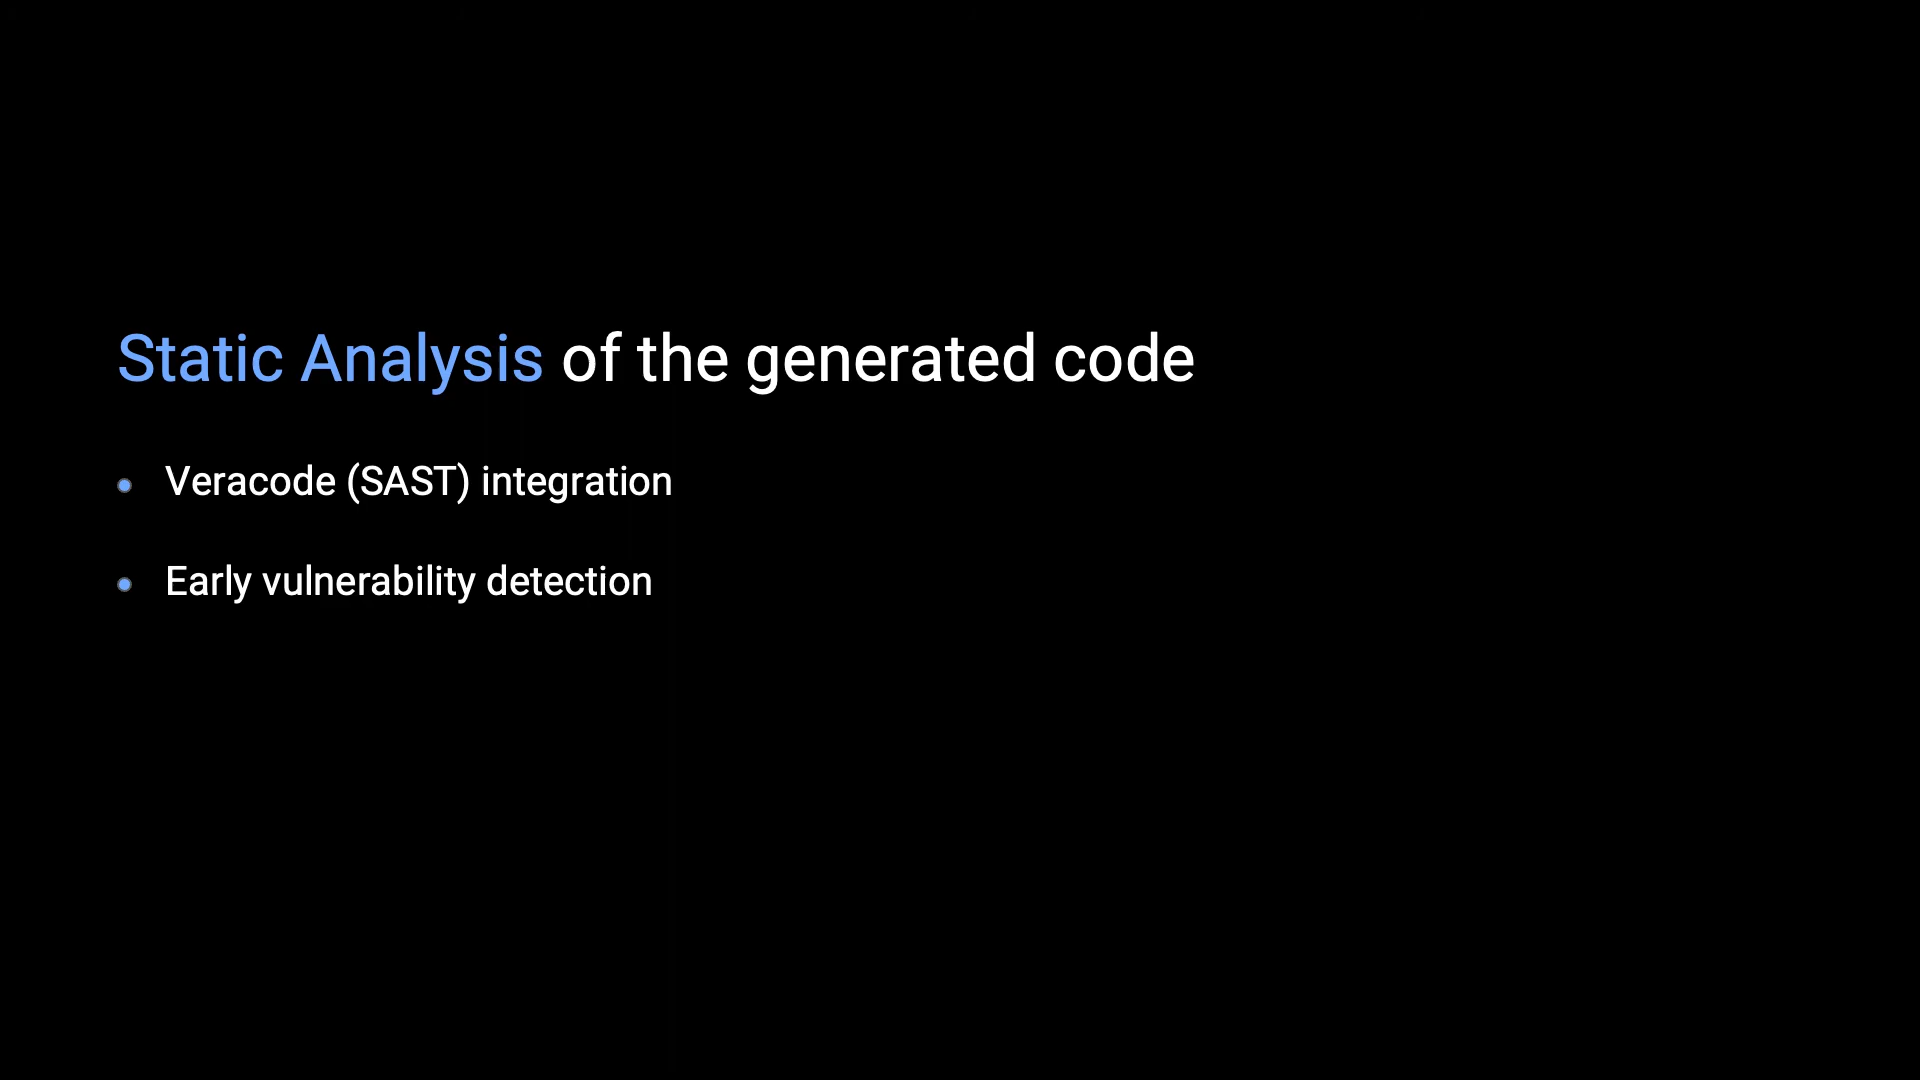 Static Analysis of the generated code
Veracode (SAST) integration
Early vulnerability detection